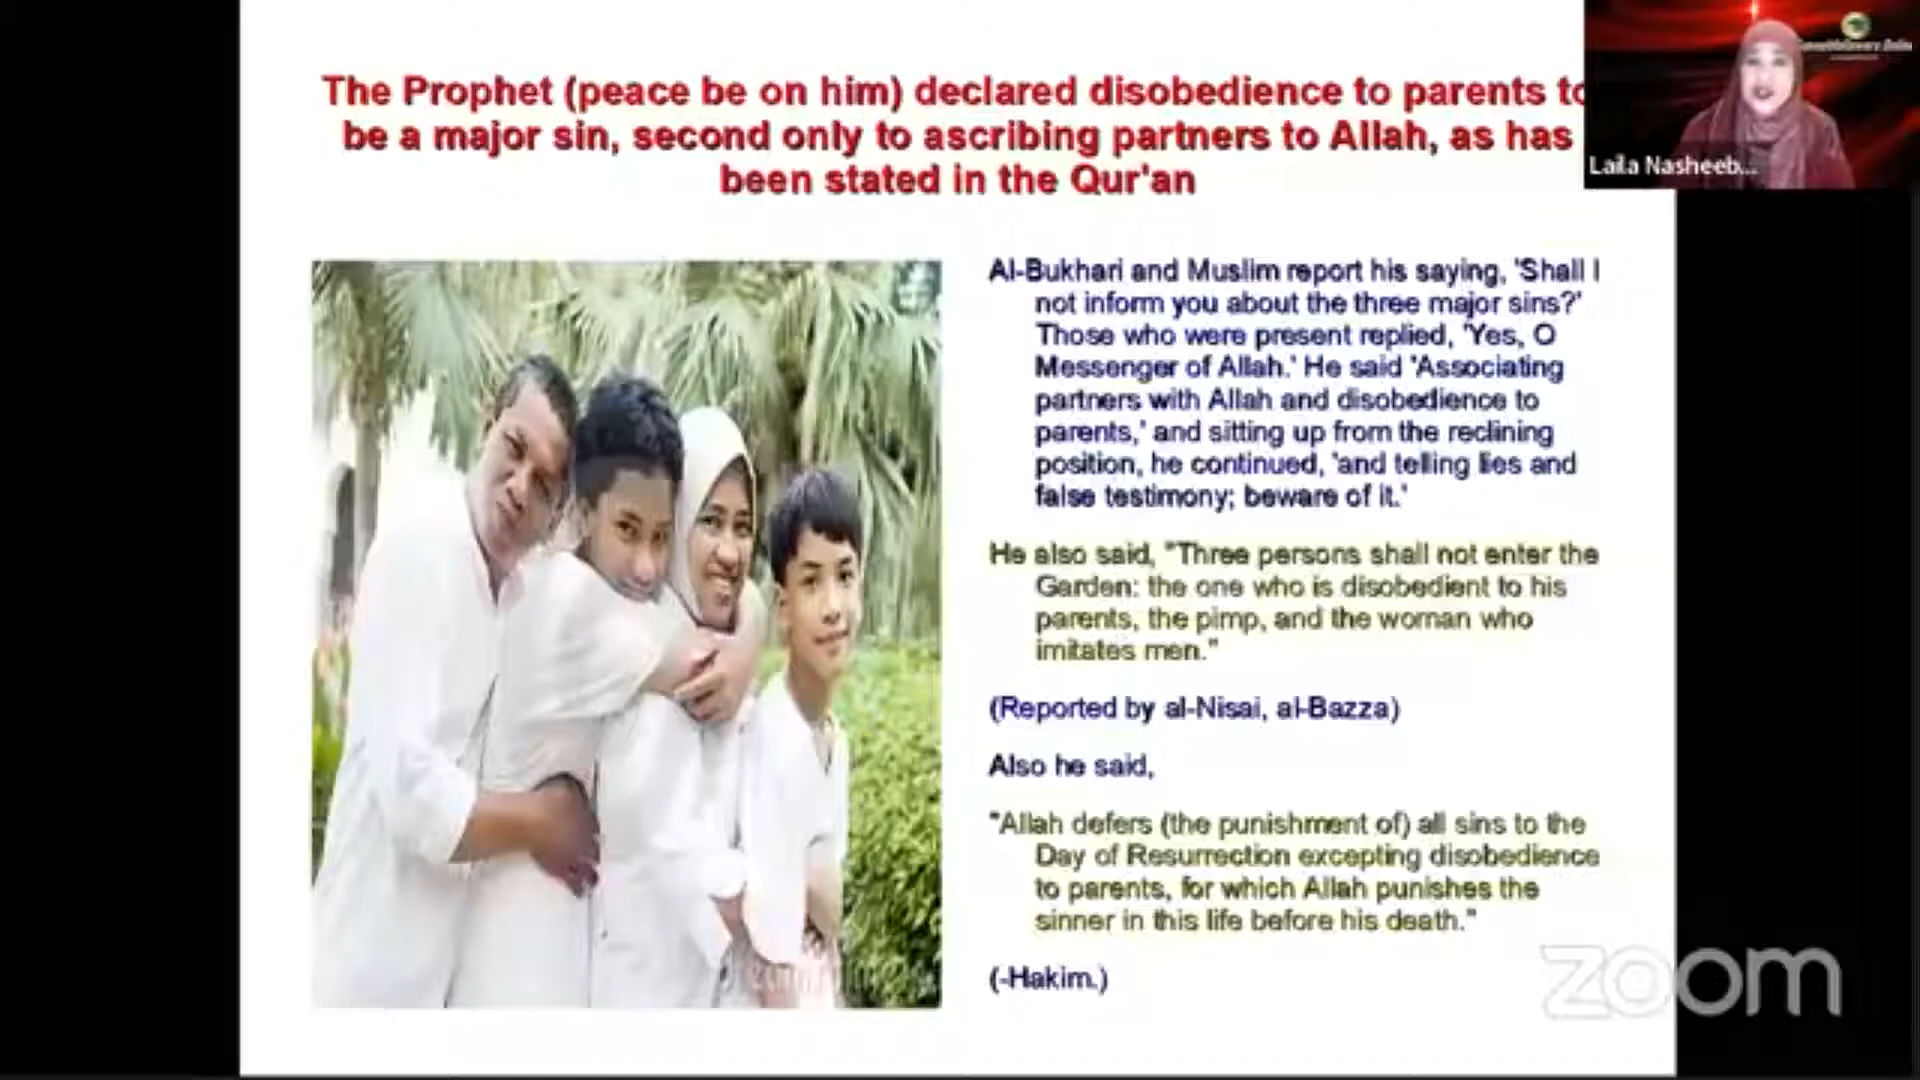 The Prophet (peace be on him) declared disobedience to parents to
be a major sin, second only to ascribing partners to Allah, as has
been stated in the Qur'an
Laila Nasheeb...
Al-Bukhari and Muslim report his saying, 'Shall I
not inform you about the three major sins?'
Those who were present replied, 'Yes, O
Messenger of Allah.' He said 'Associating
partners with Allah and disobedience to
parents,' and sitting up from the reclining
position, he continued, 'and telling lies and
false testimony; beware of it.'
He also said, "Three persons shall not enter the
Garden: the one who is disobedient to his
parents, the pimp, and the woman who
imitates men."
(Reported by al-Nisai, al-Bazza)
Also he said,
"Allah defers (the punishment of) all sins to the
Day of Resurrection excepting disobedience
to parents, for which Allah punishes the
sinner in this life before his death."
(-Hakim.)
zoom